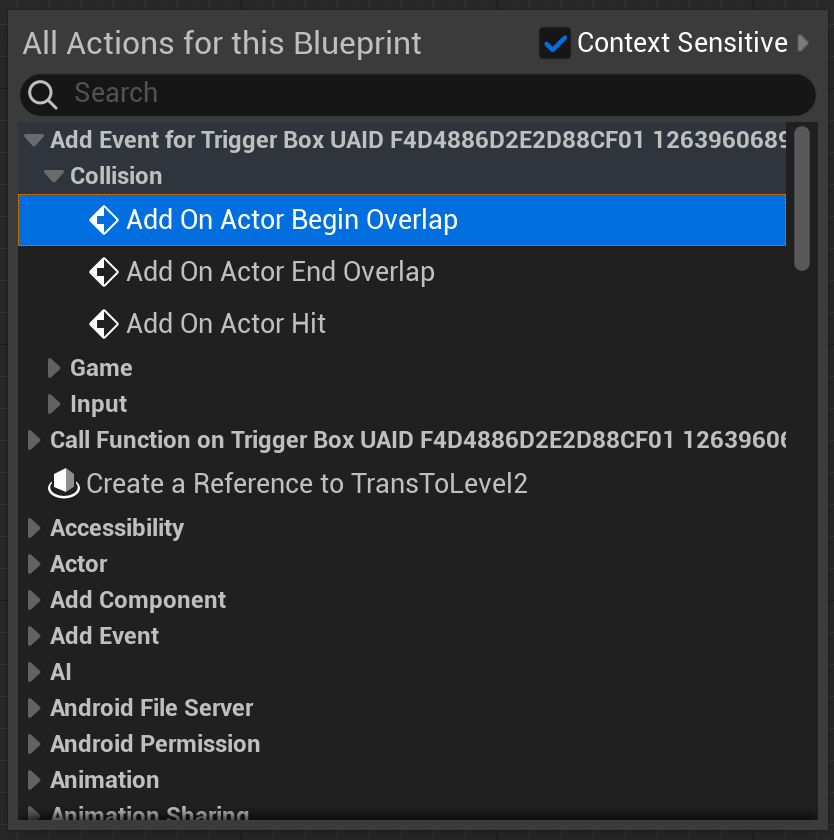 All Actions for this Blueprint
Context Sensitive
Search
Add Event for Trigger Box UAID F4D4886D2E2D88CF01 1263960689
Collision
Add On Actor Begin Overlap
Add On Actor End Overlap
Add On Actor Hit
Game
Input
Call Function on Trigger Box UAID F4D4886D2E2D88CF01 1263960
Create a Reference to TransToLevel2
Accessibility
Actor
Add Component
Add Event
AI
Android File Server
Android Permission
Animation
Animation Sharing